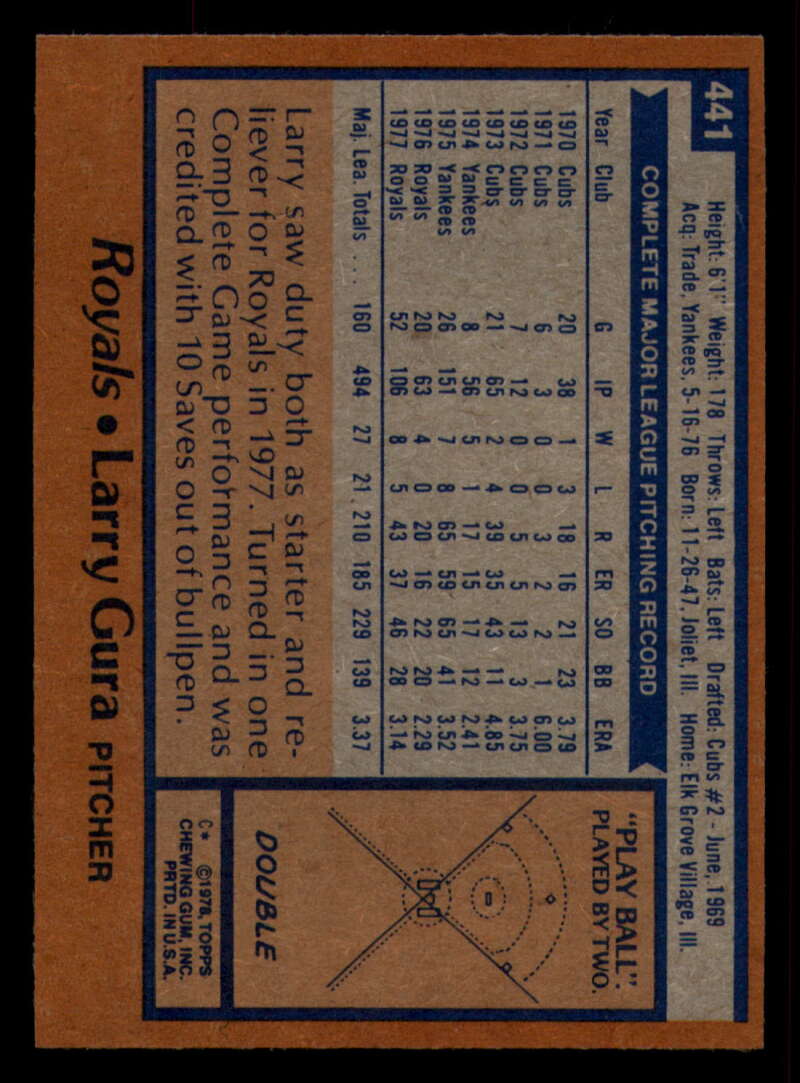 441
Height: 6'1" Weight: 178 Throws: Left Bats: Left Drafted: Cubs #2 - June, 1969
Acq: Trade, Yankees, 5-16-76 Born: 11-26-47, Joliet, Ill. Home: Elk Grove Village, Ill.
COMPLETE MAJOR LEAGUE PITCHING RECORD
Year Club G IP W L R ER SO BB ERA
1970 Cubs 20 38 1 3 18 16 21 23 3.79
1971 Cubs 6 3 0 0 3 2 2 1 6.00
1972 Cubs 7 12 0 0 5 5 13 3 3.75
1973 Cubs 21 65 2 4 39 35 43 11 4.85
1974 Yankees 8 56 5 1 17 15 17 12 2.41
1975 Yankees 26 151 7 8 65 59 65 41 3.52
1976 Royals 20 63 4 0 20 16 22 20 2.29
1977 Royals 52 106 8 5 43 37 46 28 3.14
Maj. Lea. Totals ... 160 494 27 21 210 185 229 139 3.37
Larry saw duty both as starter and re-
liever for Royals in 1977. Turned in one
Complete Game performance and was
credited with 10 Saves out of bullpen.
"PLAY BALL".
PLAYED BY TWO.
DOUBLE
C* ©1978, TOPPS
CHEWING GUM, INC.
PRTD. IN U.S.A.
Royals • Larry Gura PITCHER